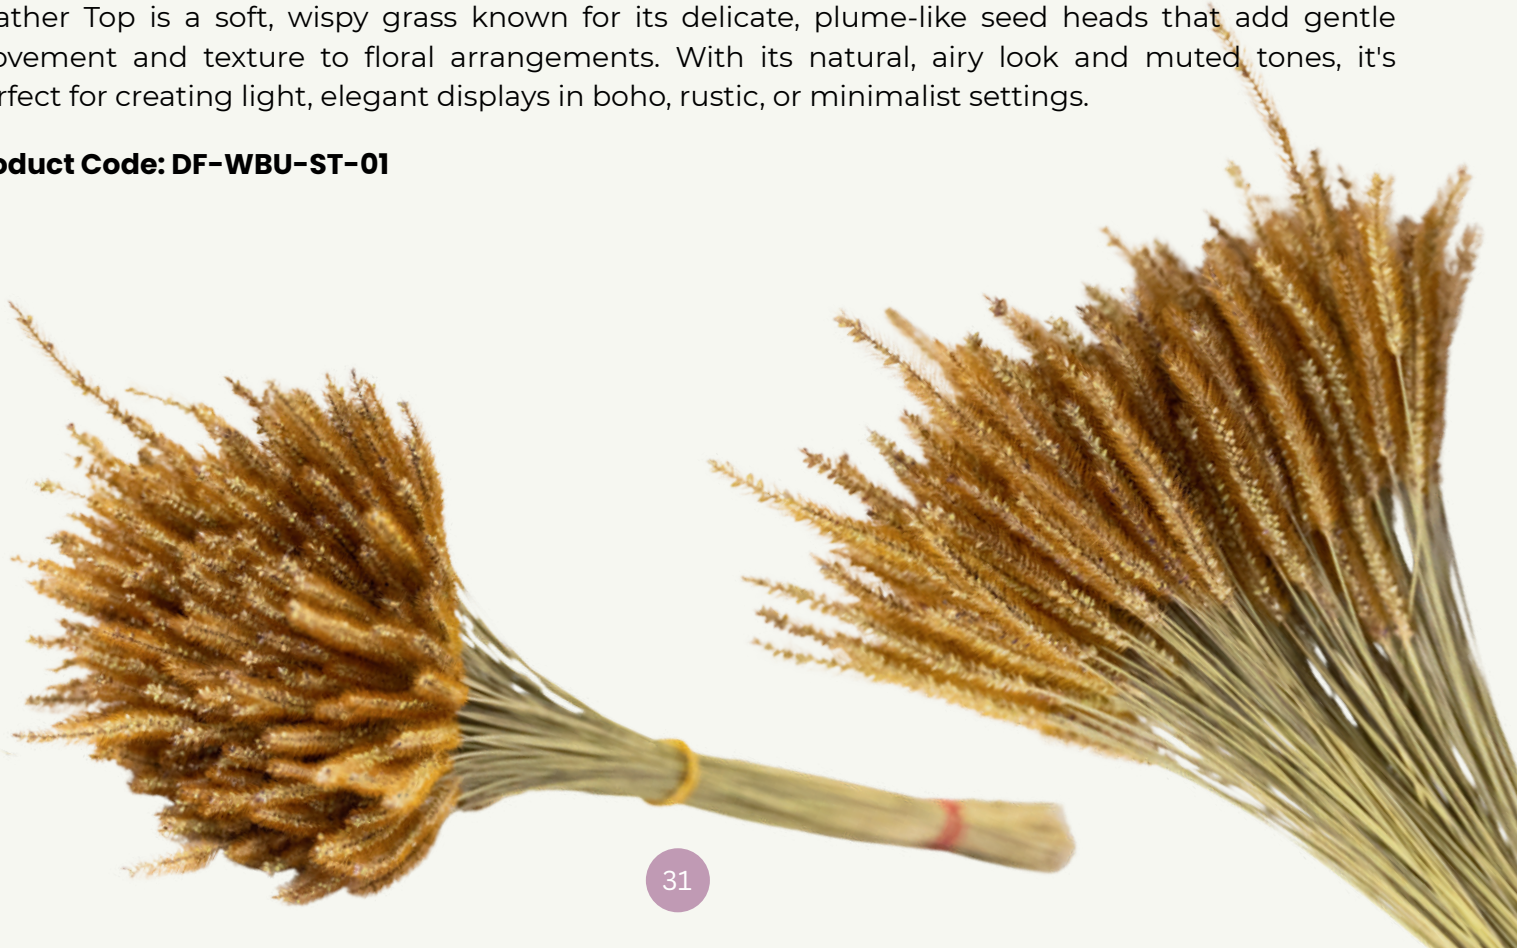 ather Top is a soft, wispy grass known for its delicate, plume-like seed heads that add gentle
ovement and texture to floral arrangements. With its natural, airy look and muted tones, it's
rfect for creating light, elegant displays in boho, rustic, or minimalist settings.
oduct Code: DF-WBU-ST-01
31